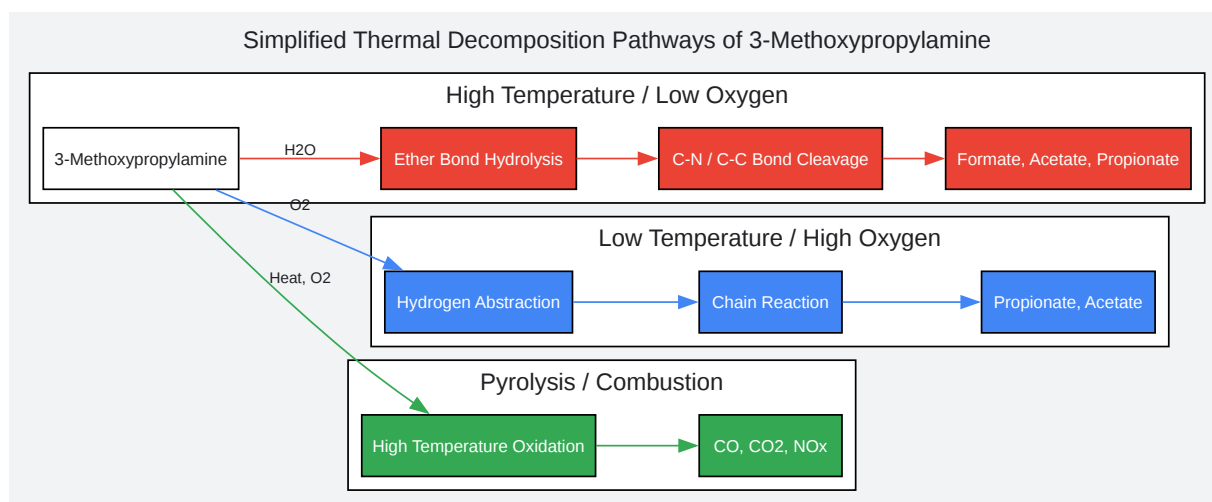 Simplified Thermal Decomposition Pathways of 3-Methoxypropylamine
High Temperature / Low Oxygen
3-Methoxypropylamine
H2O
Ether Bond Hydrolysis
C-N / C-C Bond Cleavage
Formate, Acetate, Propionate
O2
Low Temperature / High Oxygen
Heat, O2
Hydrogen Abstraction
Chain Reaction
Propionate, Acetate
Pyrolysis / Combustion
High Temperature Oxidation
CO, CO2, NOx